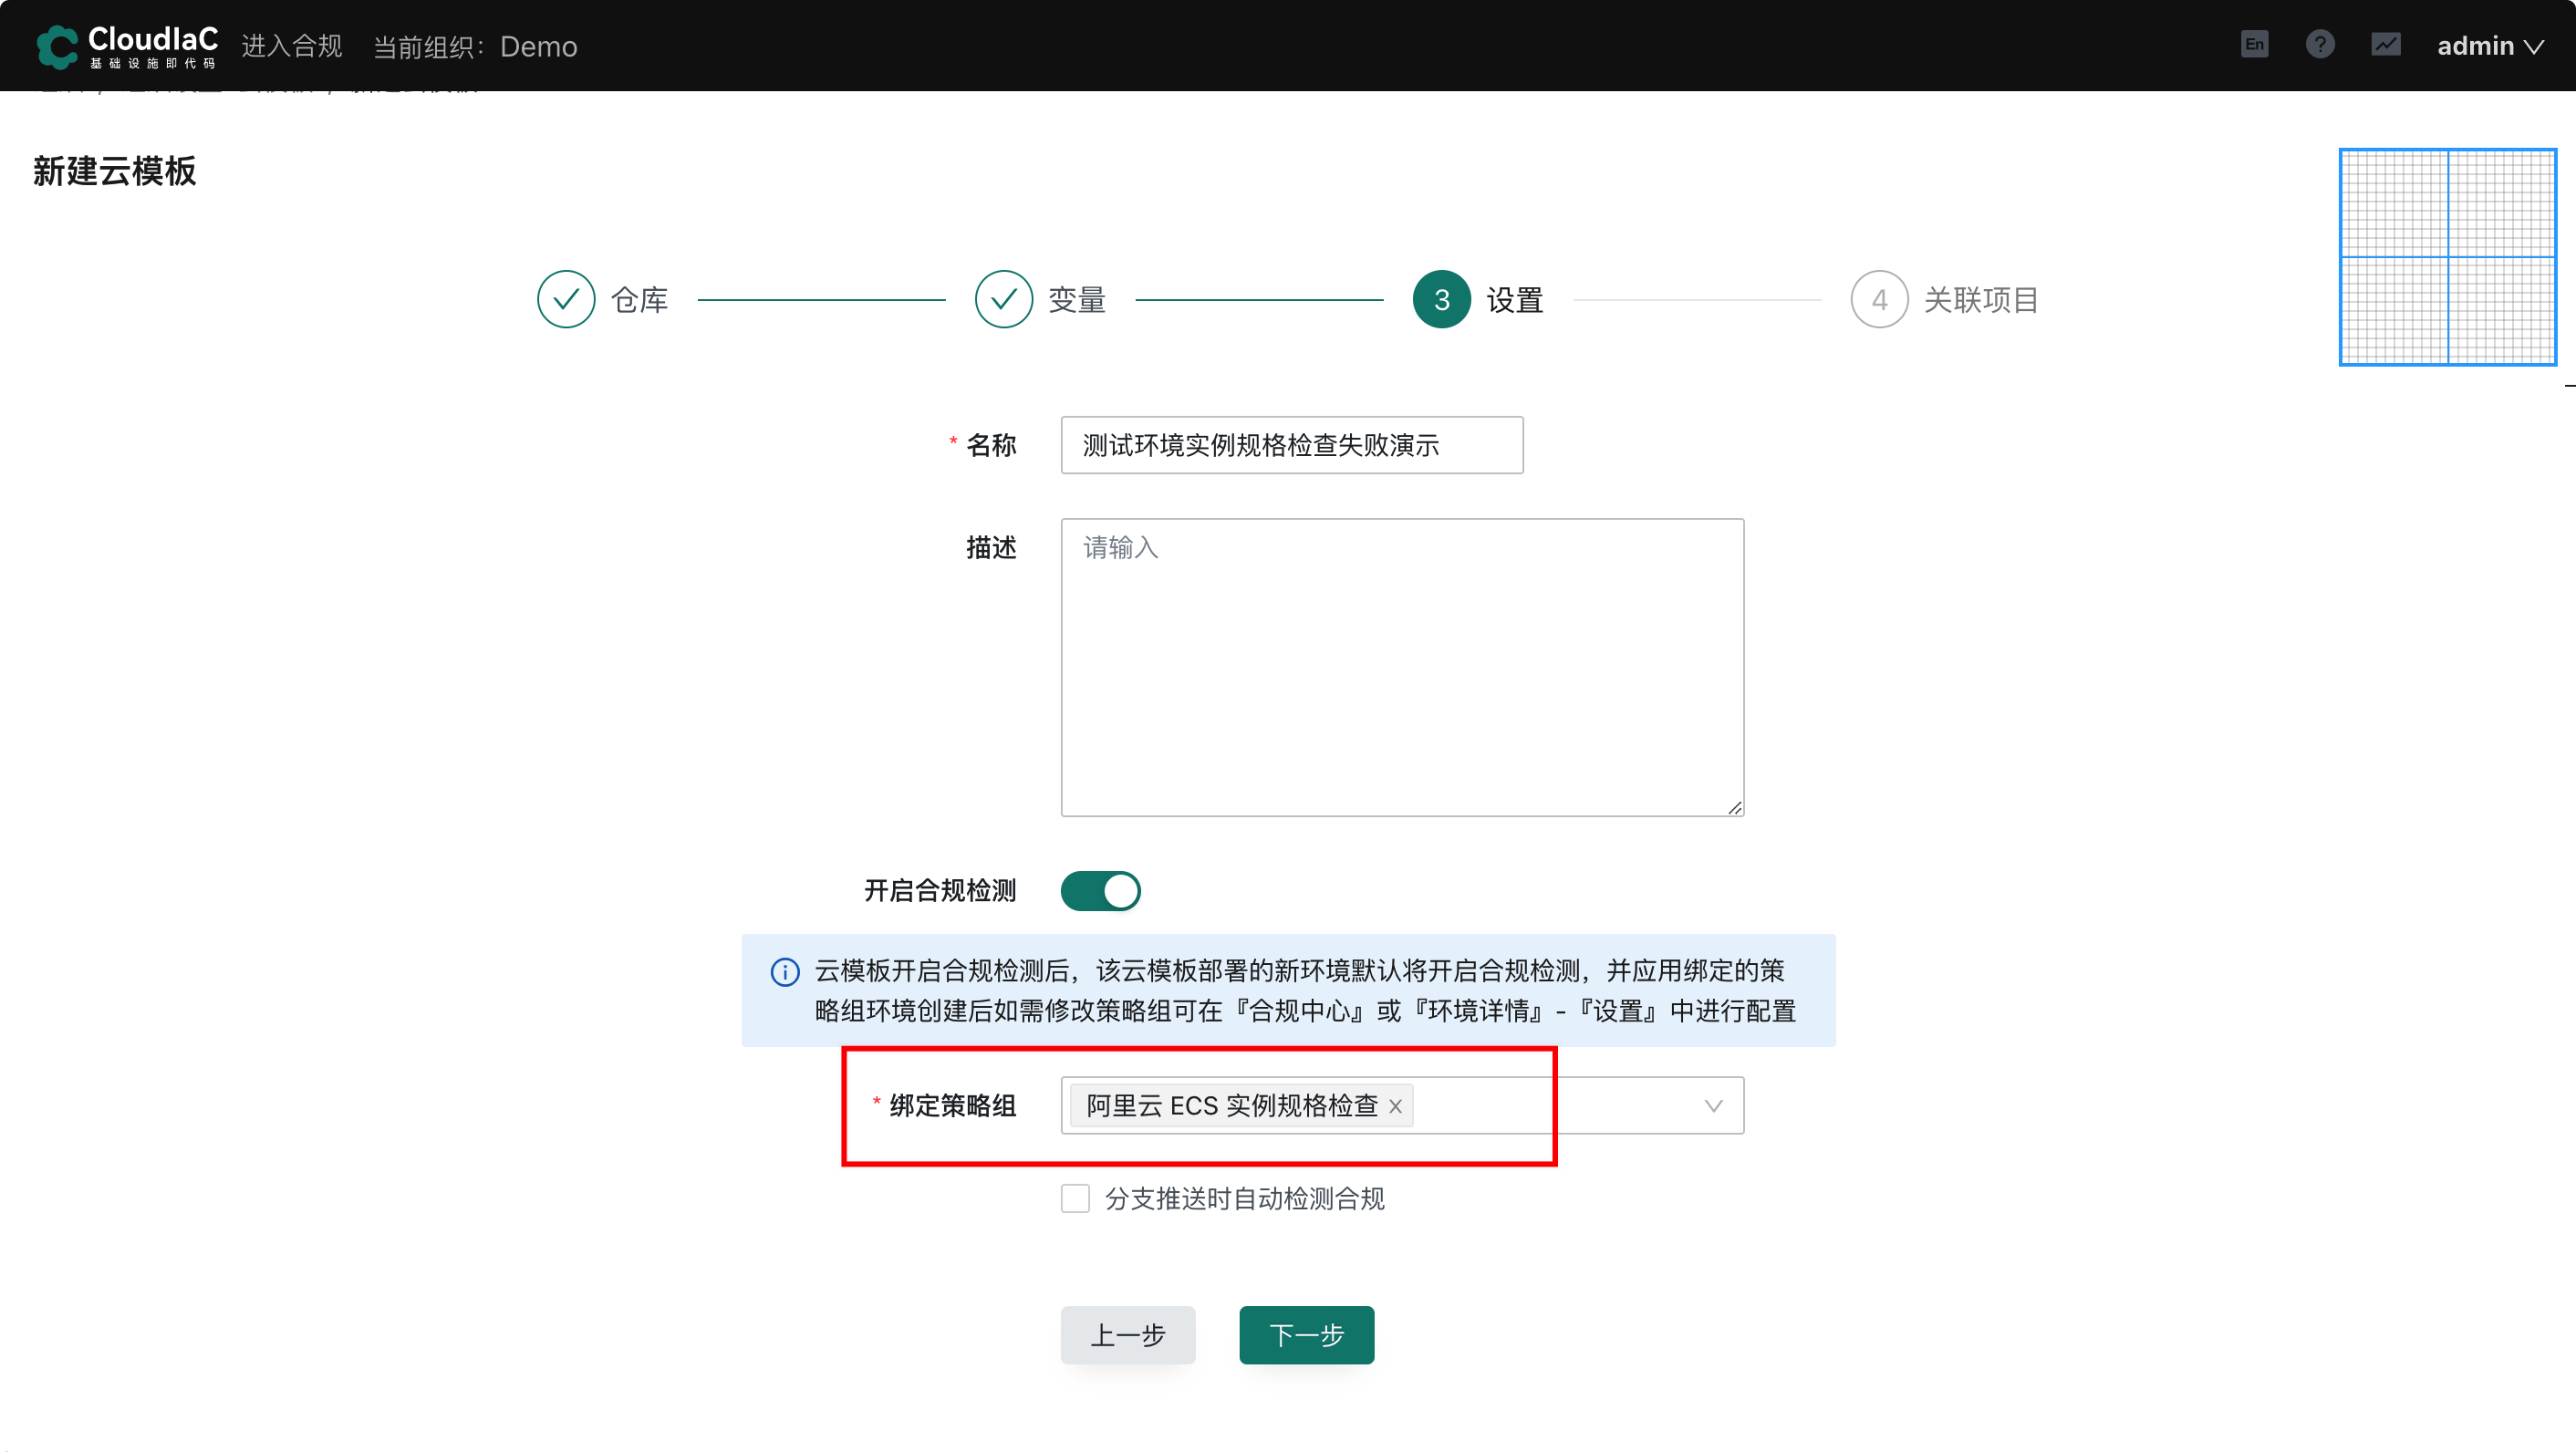 CloudIaC
基础设施即代码
进入合规
当前组织： Demo
En
?
admin
新建云模板
仓库
变量
3 设置
4 关联项目
* 名称
测试环境实例规格检查失败演示
描述
请输入
开启合规检测
云模板开启合规检测后，该云模板部署的新环境默认将开启合规检测，并应用绑定的策
略组环境创建后如需修改策略组可在『合规中心』或『环境详情』-『设置』中进行配置
* 绑定策略组
阿里云 ECS 实例规格检查
分支推送时自动检测合规
上一步
下一步